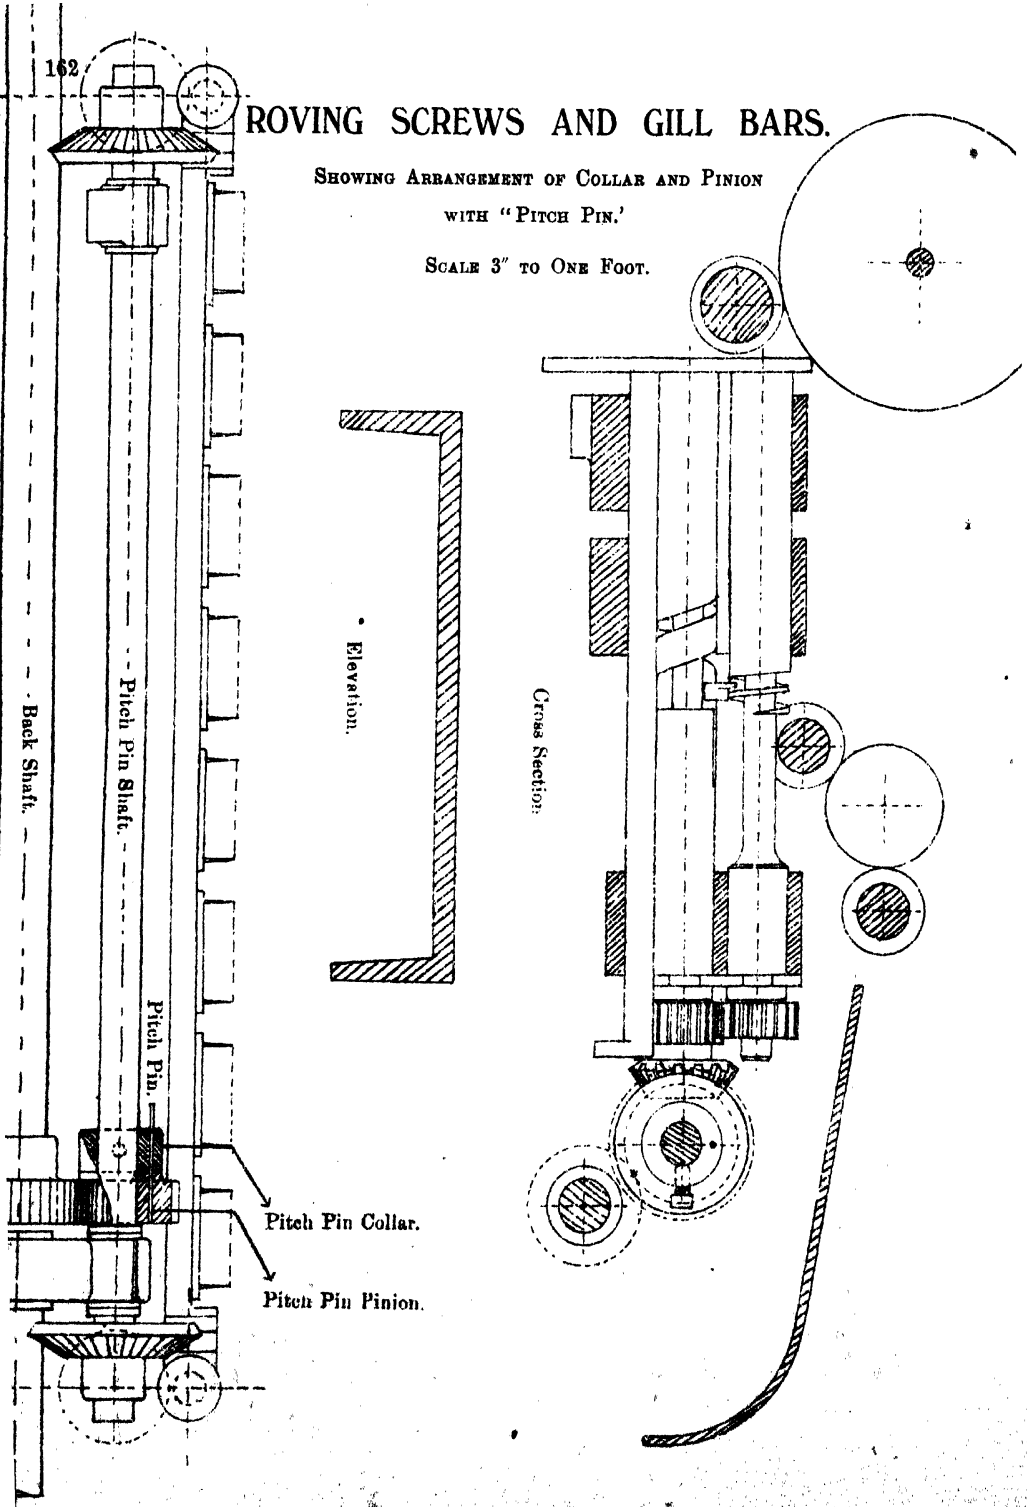 162
ROVING SCREWS AND GILL BARS.
SHOWING ARRANGEMENT OF COLLAR AND PINION
WITH "PITCH PIN.'
SCALE 3" TO ONE FOOT.
Elevation.
Cross Section.
Back Shaft.
Pitch Pin Shaft.
Pitch Pin.
Pitch Pin Collar.
Pitch Pin Pinion.